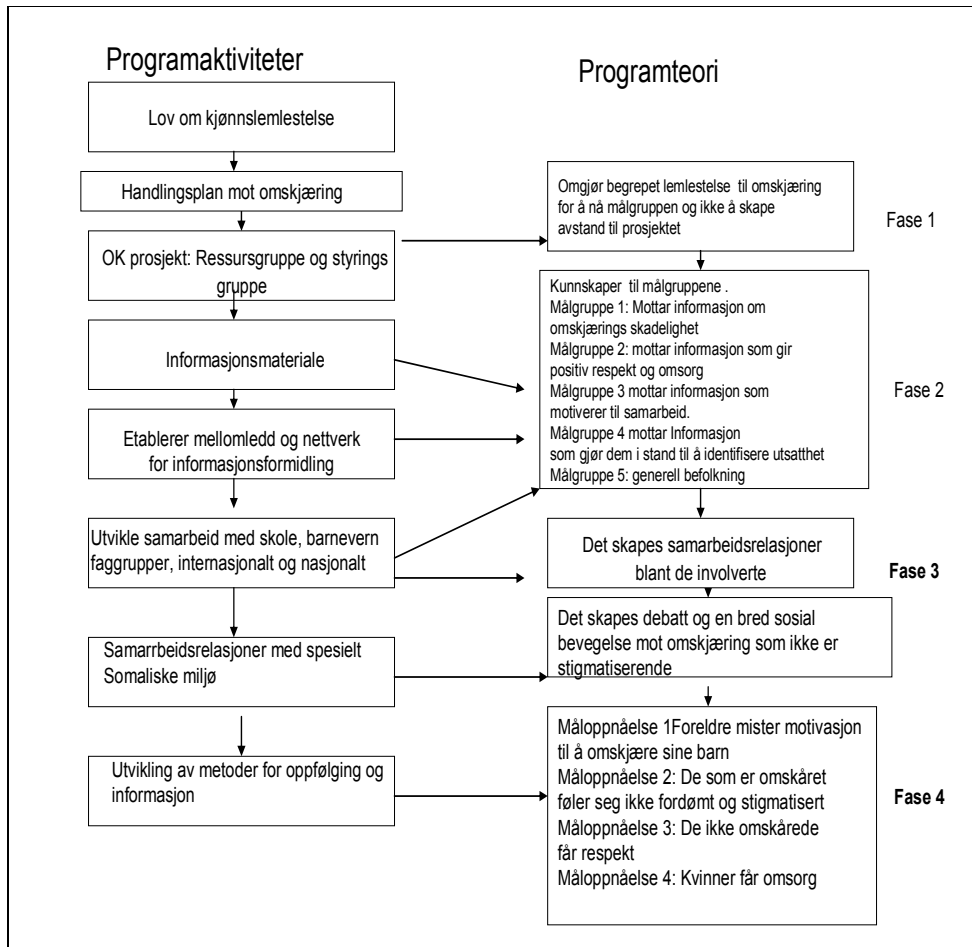 Programaktiviteter
Lov om kjønnslemlestelse
Handlingsplan mot omskjæring
OK prosjekt: Ressursgruppe og styrings
gruppe
Informasjonsmateriale
Etablerer mellomledd og nettverk
for informasjonsformidling
Utvikle samarbeid med skole, barnevern
faggrupper, internasjonalt og nasjonalt
Samarrbeidsrelasjoner med spesielt
Somaliske miljø
Utvikling av metoder for oppfølging og
informasjon
Programteori
Omgjør begrepet lemlestelse til omskjæring
for å nå målgruppen og ikke å skape
avstand til prosjektet
Fase 1
Kunnskaper til målgruppene .
Målgruppe 1: Mottar informasjon om
omskjærings skadelighet
Målgruppe 2: mottar informasjon som gir
positiv respekt og omsorg
Målgruppe 3 mottar informasjon som
motiverer til samarbeid.
Målgruppe 4 mottar Informasjon
som gjør dem i stand til å identifisere utsatthet
Målgruppe 5: generell befolkning
Fase 2
Det skapes samarbeidsrelasjoner
blant de involverte
Fase 3
Det skapes debatt og en bred sosial
bevegelse mot omskjæring som ikke er
stigmatiserende
Måloppnåelse 1Foreldre mister motivasjon
til å omskjære sine barn
Måloppnåelse 2: De som er omskåret
føler seg ikke fordømt og stigmatisert
Måloppnåelse 3: De ikke omskårede
får respekt
Måloppnåelse 4: Kvinner får omsorg
Fase 4